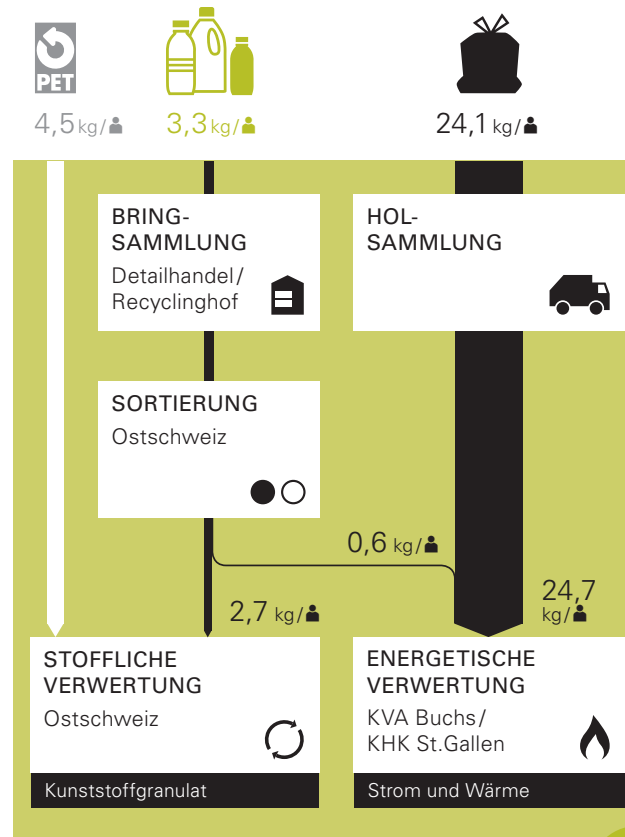 PET
4,5 kg/
3,3 kg/
24,1 kg/
BRING-
SAMMLUNG
Detailhandel/
Recyclinghof
HOL-
SAMMLUNG
SORTIERUNG
Ostschweiz
0,6 kg/
2,7 kg/
24,7
kg/
STOFFLICHE
VERWERTUNG
Ostschweiz
Kunststoffgranulat
ENERGETISCHE
VERWERTUNG
KVA Buchs/
KHK St.Gallen
Strom und Wärme